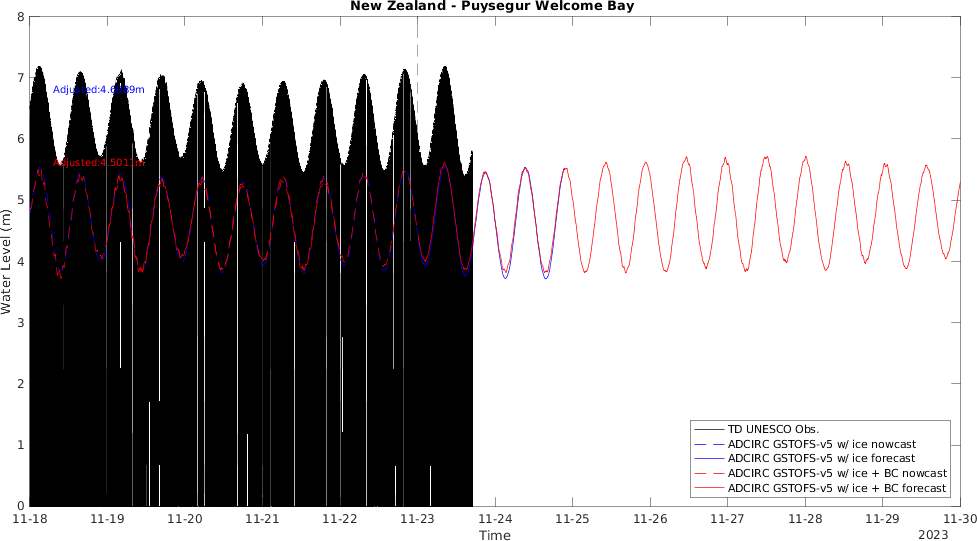 New Zealand - Puysegur Welcome Bay
8
7
6
5
4
3
2
1
0
Water Level (m)
Adjusted:4.6989m
Adjusted:4.5011m
TD UNESCO Obs.
ADCIRC GSTOFS-v5 w/ ice nowcast
ADCIRC GSTOFS-v5 w/ ice forecast
ADCIRC GSTOFS-v5 w/ ice + BC nowcast
ADCIRC GSTOFS-v5 w/ ice + BC forecast
11-18 11-19 11-20 11-21 11-22 11-23 11-24 11-25 11-26 11-27 11-28 11-29 11-30
Time
2023